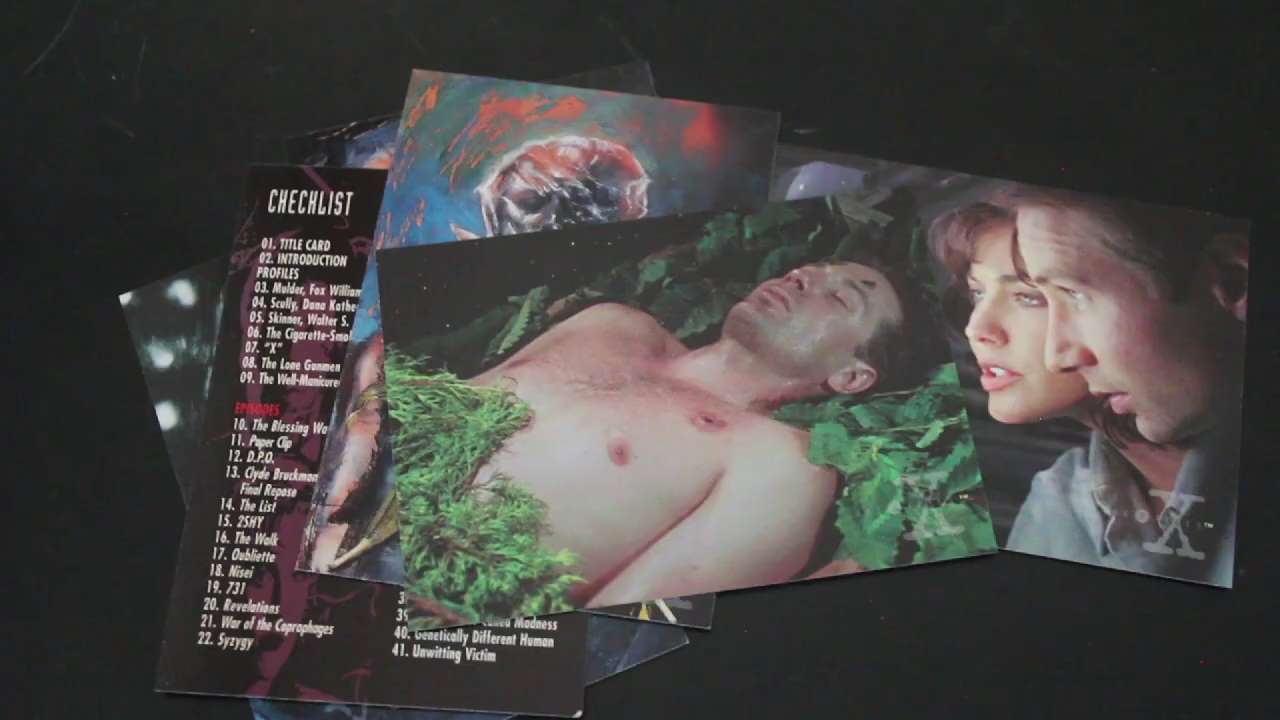 CHECKLIST
01. TITLE CARD
02. INTRODUCTION
PROFILES
03. Mulder, Fox William
04. Scully, Dana Kathe
05. Skinner, Walter S.
06. The Cigarette-Smo
07. "X"
08. The Lone Gunmen
09. The Well-Manicure
EPISODES
10. The Blessing Wa
11. Paper Clip
12. D.P.O.
13. Clyde Bruckman
Final Repose
14. The List
15. 2SHY
16. The Walk
17. Oubliette
18. Nisei
19. 731
20. Revelations
21. War of the Coprophages
22. Syzygy
39.
Madness
40. Genetically Different Human
41. Unwitting Victim
X
X